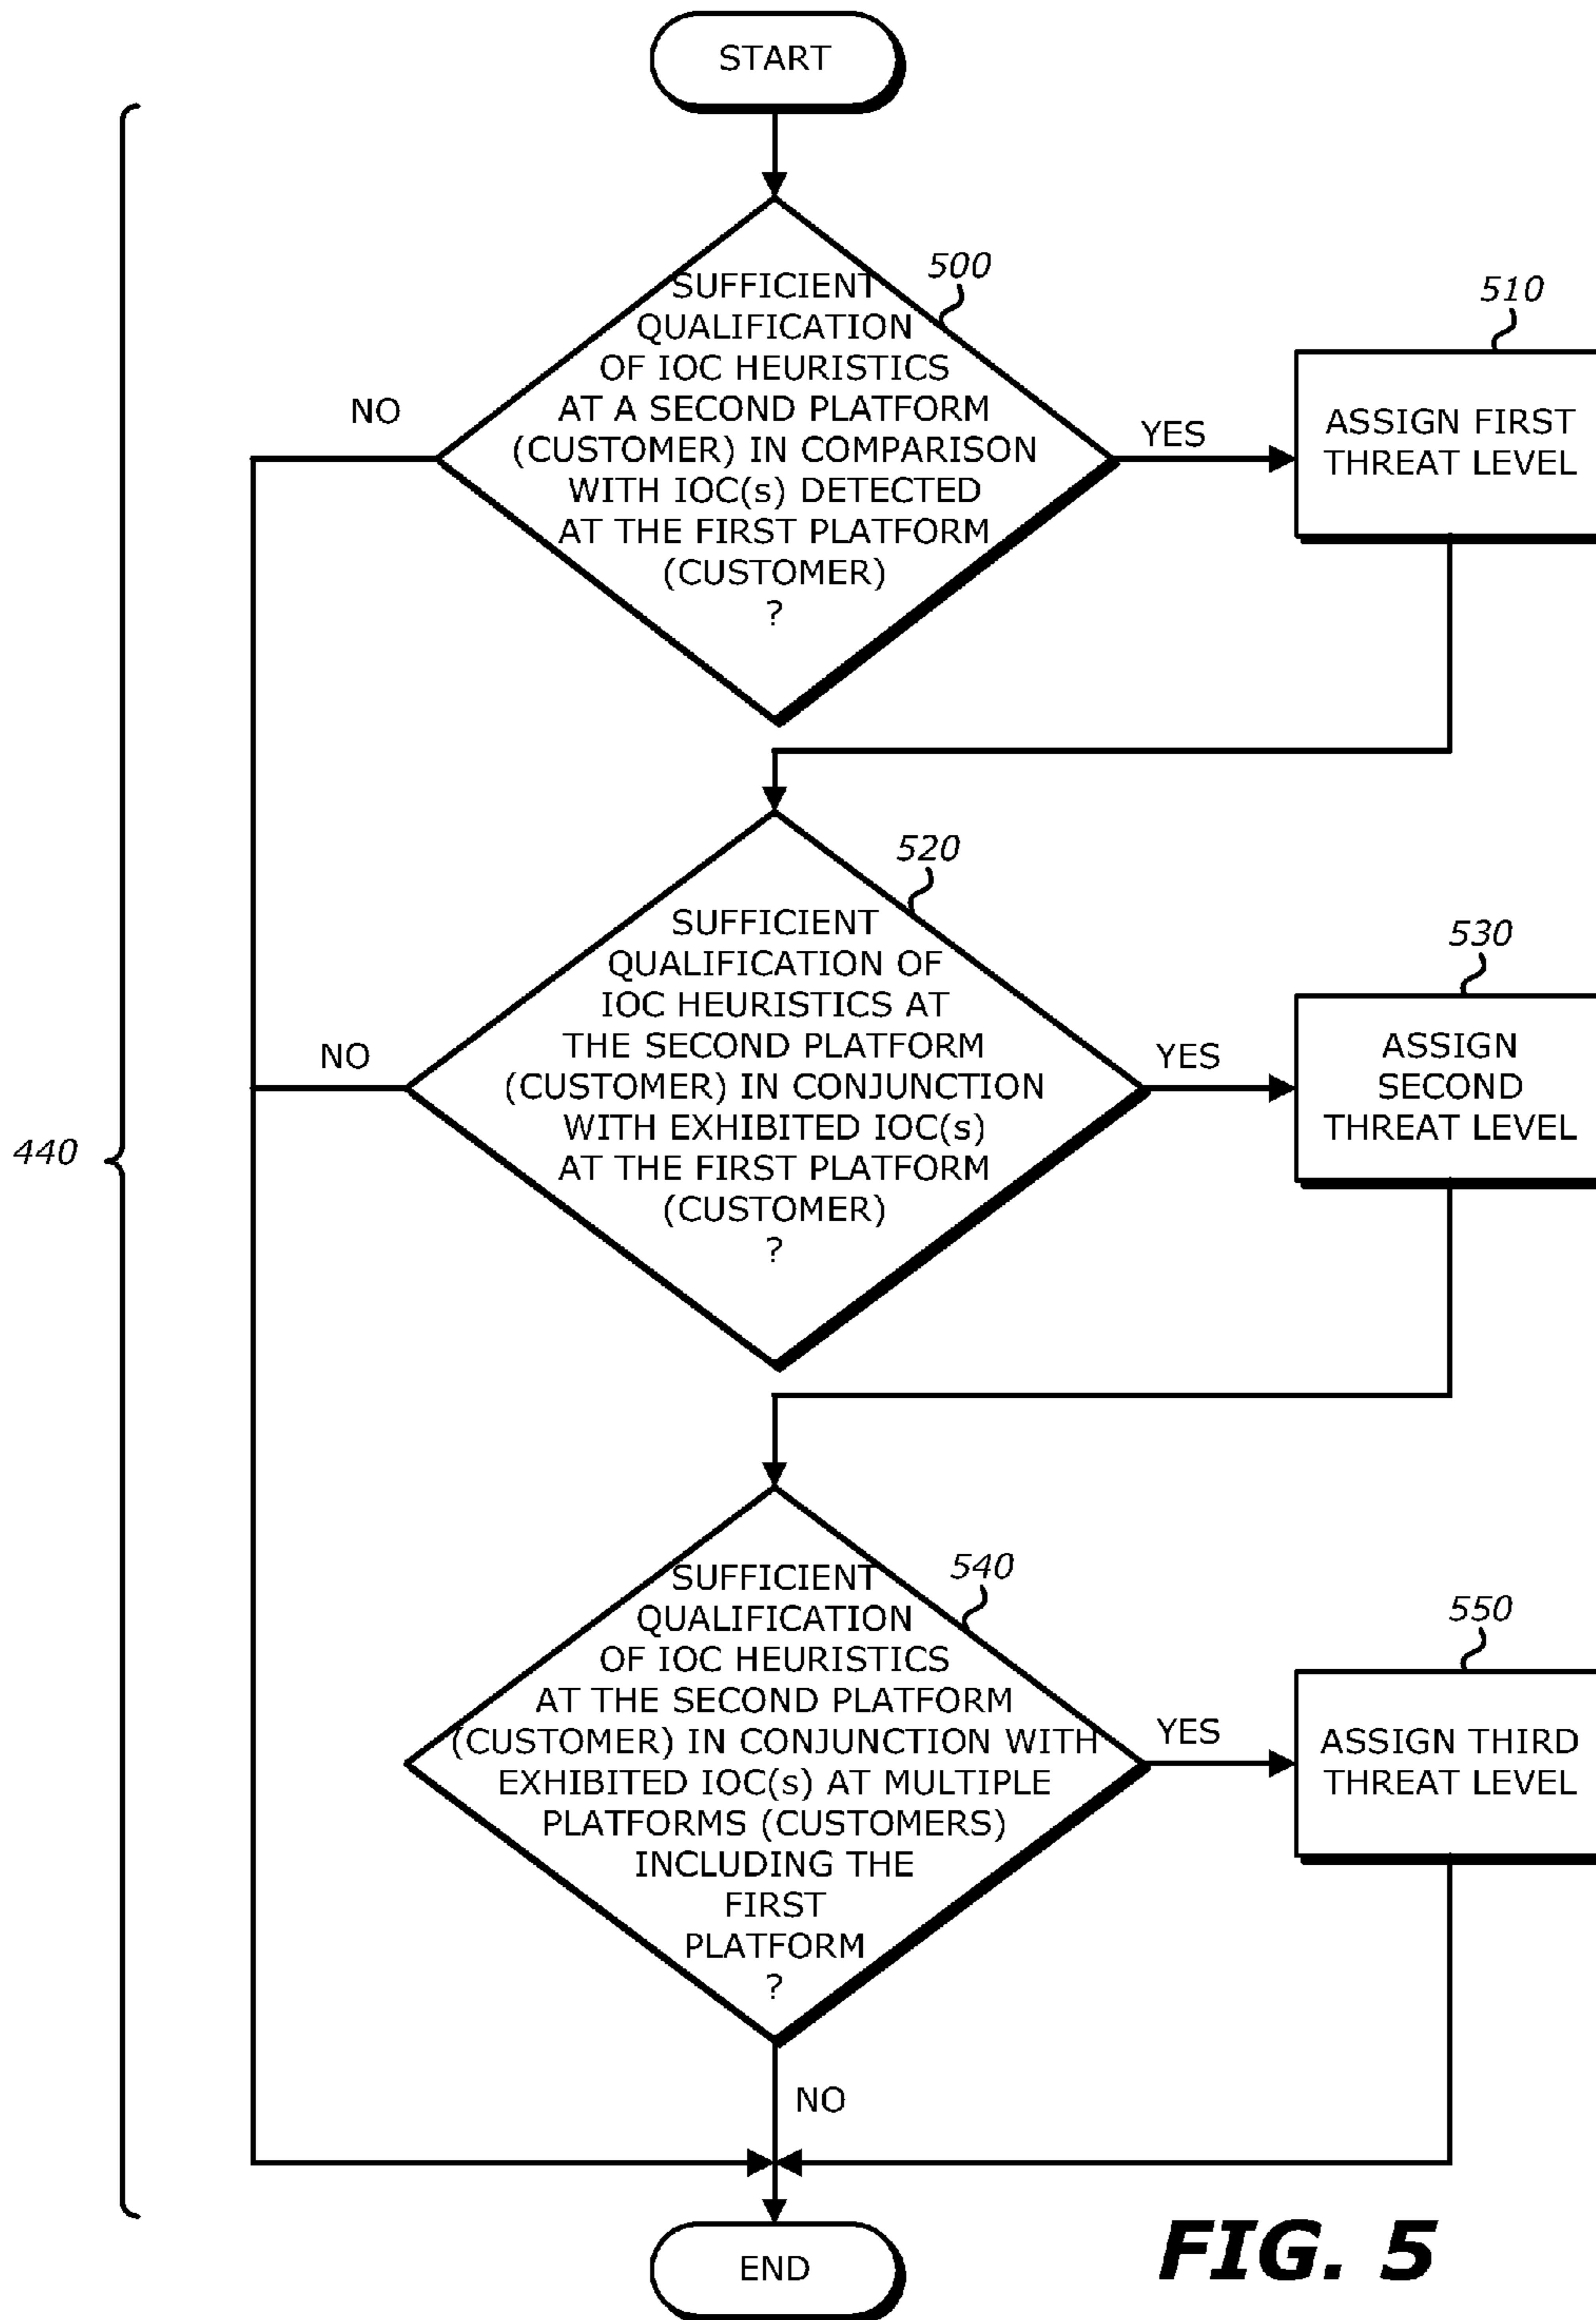 START
500
SUFFICIENT
QUALIFICATION
OF IOC HEURISTICS
AT A SECOND PLATFORM
(CUSTOMER) IN COMPARISON
WITH IOC(s) DETECTED
AT THE FIRST PLATFORM
(CUSTOMER)
?
NO
YES
510
ASSIGN FIRST
THREAT LEVEL
520
SUFFICIENT
QUALIFICATION OF
IOC HEURISTICS AT
THE SECOND PLATFORM
(CUSTOMER) IN CONJUNCTION
WITH EXHIBITED IOC(s)
AT THE FIRST PLATFORM
(CUSTOMER)
?
NO
YES
530
ASSIGN
SECOND
THREAT LEVEL
440
540
SUFFICIENT
QUALIFICATION
OF IOC HEURISTICS
AT THE SECOND PLATFORM
(CUSTOMER) IN CONJUNCTION WITH
EXHIBITED IOC(s) AT MULTIPLE
PLATFORMS (CUSTOMERS)
INCLUDING THE
FIRST
PLATFORM
?
YES
550
ASSIGN THIRD
THREAT LEVEL
NO
END
FIG. 5